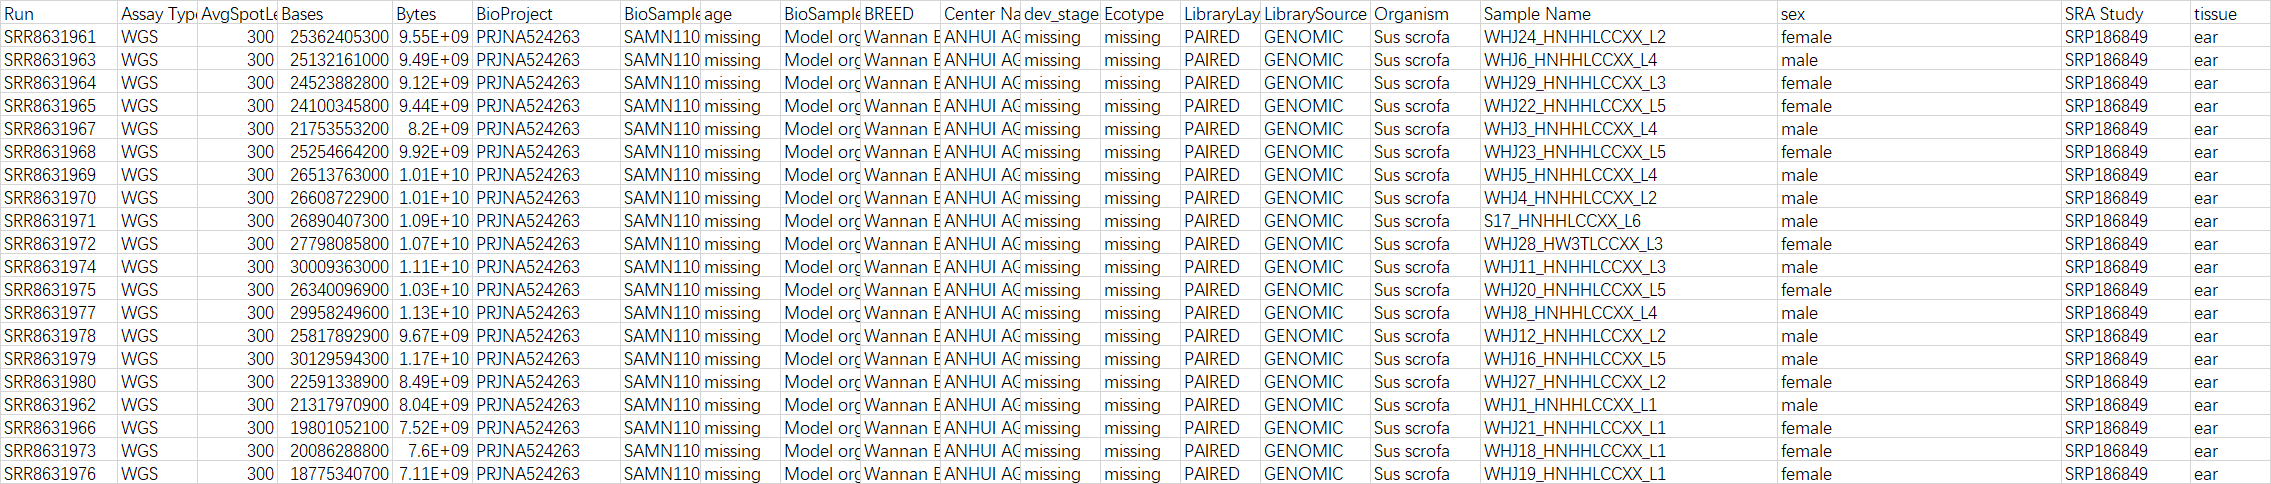 Run Assay Typ AvgSpotLe Bases Bytes BioProject BioSample age BioSample BREED Center Na dev_stage Ecotype LibraryLay LibrarySource Organism Sample Name sex SRA Study tissue
SRR8631961 WGS 300 25362405300 9.55E+09 PRJNA524263 SAMN110 missing Model org Wannan B ANHUI AG missing missing PAIRED GENOMIC Sus scrofa WHJ24_HNHHLCCXX_L2 female SRP186849 ear
SRR8631963 WGS 300 25132161000 9.49E+09 PRJNA524263 SAMN110 missing Model org Wannan B ANHUI AG missing missing PAIRED GENOMIC Sus scrofa WHJ6_HNHHLCCXX_L4 male SRP186849 ear
SRR8631964 WGS 300 24523882800 9.12E+09 PRJNA524263 SAMN110 missing Model org Wannan B ANHUI AG missing missing PAIRED GENOMIC Sus scrofa WHJ29_HNHHLCCXX_L3 female SRP186849 ear
SRR8631965 WGS 300 24100345800 9.44E+09 PRJNA524263 SAMN110 missing Model org Wannan B ANHUI AG missing missing PAIRED GENOMIC Sus scrofa WHJ22_HNHHLCCXX_L5 female SRP186849 ear
SRR8631967 WGS 300 21753553200 8.2E+09 PRJNA524263 SAMN110 missing Model org Wannan B ANHUI AG missing missing PAIRED GENOMIC Sus scrofa WHJ3_HNHHLCCXX_L4 male SRP186849 ear
SRR8631968 WGS 300 25254664200 9.92E+09 PRJNA524263 SAMN110 missing Model org Wannan B ANHUI AG missing missing PAIRED GENOMIC Sus scrofa WHJ23_HNHHLCCXX_L5 female SRP186849 ear
SRR8631969 WGS 300 26513763000 1.01E+10 PRJNA524263 SAMN110 missing Model org Wannan B ANHUI AG missing missing PAIRED GENOMIC Sus scrofa WHJ5_HNHHLCCXX_L4 male SRP186849 ear
SRR8631970 WGS 300 26608722900 1.01E+10 PRJNA524263 SAMN110 missing Model org Wannan B ANHUI AG missing missing PAIRED GENOMIC Sus scrofa WHJ4_HNHHLCCXX_L2 male SRP186849 ear
SRR8631971 WGS 300 26890407300 1.09E+10 PRJNA524263 SAMN110 missing Model org Wannan B ANHUI AG missing missing PAIRED GENOMIC Sus scrofa S17_HNHHLCCXX_L6 male SRP186849 ear
SRR8631972 WGS 300 27798085800 1.07E+10 PRJNA524263 SAMN110 missing Model org Wannan B ANHUI AG missing missing PAIRED GENOMIC Sus scrofa WHJ28_HW3TLCCXX_L3 female SRP186849 ear
SRR8631974 WGS 300 30009363000 1.11E+10 PRJNA524263 SAMN110 missing Model org Wannan B ANHUI AG missing missing PAIRED GENOMIC Sus scrofa WHJ11_HNHHLCCXX_L3 male SRP186849 ear
SRR8631975 WGS 300 26340096900 1.03E+10 PRJNA524263 SAMN110 missing Model org Wannan B ANHUI AG missing missing PAIRED GENOMIC Sus scrofa WHJ20_HNHHLCCXX_L5 female SRP186849 ear
SRR8631977 WGS 300 29958249600 1.13E+10 PRJNA524263 SAMN110 missing Model org Wannan B ANHUI AG missing missing PAIRED GENOMIC Sus scrofa WHJ8_HNHHLCCXX_L4 male SRP186849 ear
SRR8631978 WGS 300 25817892900 9.67E+09 PRJNA524263 SAMN110 missing Model org Wannan B ANHUI AG missing missing PAIRED GENOMIC Sus scrofa WHJ12_HNHHLCCXX_L2 male SRP186849 ear
SRR8631979 WGS 300 30129594300 1.17E+10 PRJNA524263 SAMN110 missing Model org Wannan B ANHUI AG missing missing PAIRED GENOMIC Sus scrofa WHJ16_HNHHLCCXX_L5 male SRP186849 ear
SRR8631980 WGS 300 22591338900 8.49E+09 PRJNA524263 SAMN110 missing Model org Wannan B ANHUI AG missing missing PAIRED GENOMIC Sus scrofa WHJ27_HNHHLCCXX_L2 female SRP186849 ear
SRR8631962 WGS 300 21317970900 8.04E+09 PRJNA524263 SAMN110 missing Model org Wannan B ANHUI AG missing missing PAIRED GENOMIC Sus scrofa WHJ1_HNHHLCCXX_L1 male SRP186849 ear
SRR8631966 WGS 300 19801052100 7.52E+09 PRJNA524263 SAMN110 missing Model org Wannan B ANHUI AG missing missing PAIRED GENOMIC Sus scrofa WHJ21_HNHHLCCXX_L1 female SRP186849 ear
SRR8631973 WGS 300 20086288800 7.6E+09 PRJNA524263 SAMN110 missing Model org Wannan B ANHUI AG missing missing PAIRED GENOMIC Sus scrofa WHJ18_HNHHLCCXX_L1 female SRP186849 ear
SRR8631976 WGS 300 18775340700 7.11E+09 PRJNA524263 SAMN110 missing Model org Wannan B ANHUI AG missing missing PAIRED GENOMIC Sus scrofa WHJ19_HNHHLCCXX_L1 female SRP186849 ear